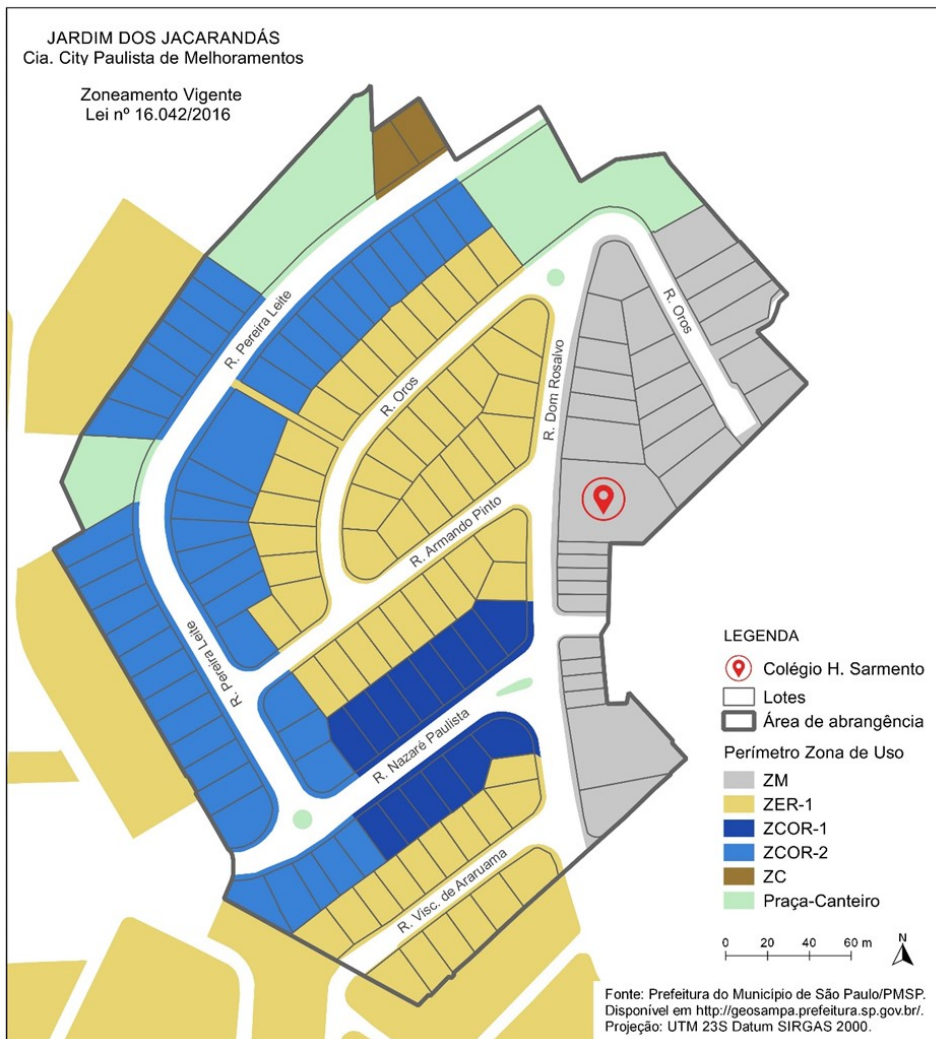 JARDIM DOS JACARANDÁS
Cia. City Paulista de Melhoramentos
Zoneamento Vigente
Lei nº 16.042/2016
R. Pereira Leite
R. Oros
R. Oros
R. Dom Rosalvo
R. Armando Pinto
R. Pereira Leite
R. Nazaré Paulista
R. Visc. de Araruama
LEGENDA
Colégio H. Sarmento
Lotes
Área de abrangência
Perímetro Zona de Uso
ZM
ZER-1
ZCOR-1
ZCOR-2
ZC
Praça-Canteiro
0 20 40 60 m
N
Fonte: Prefeitura do Município de São Paulo/PMSP.
Disponível em http://geosampa.prefeitura.sp.gov.br/.
Projeção: UTM 23S Datum SIRGAS 2000.